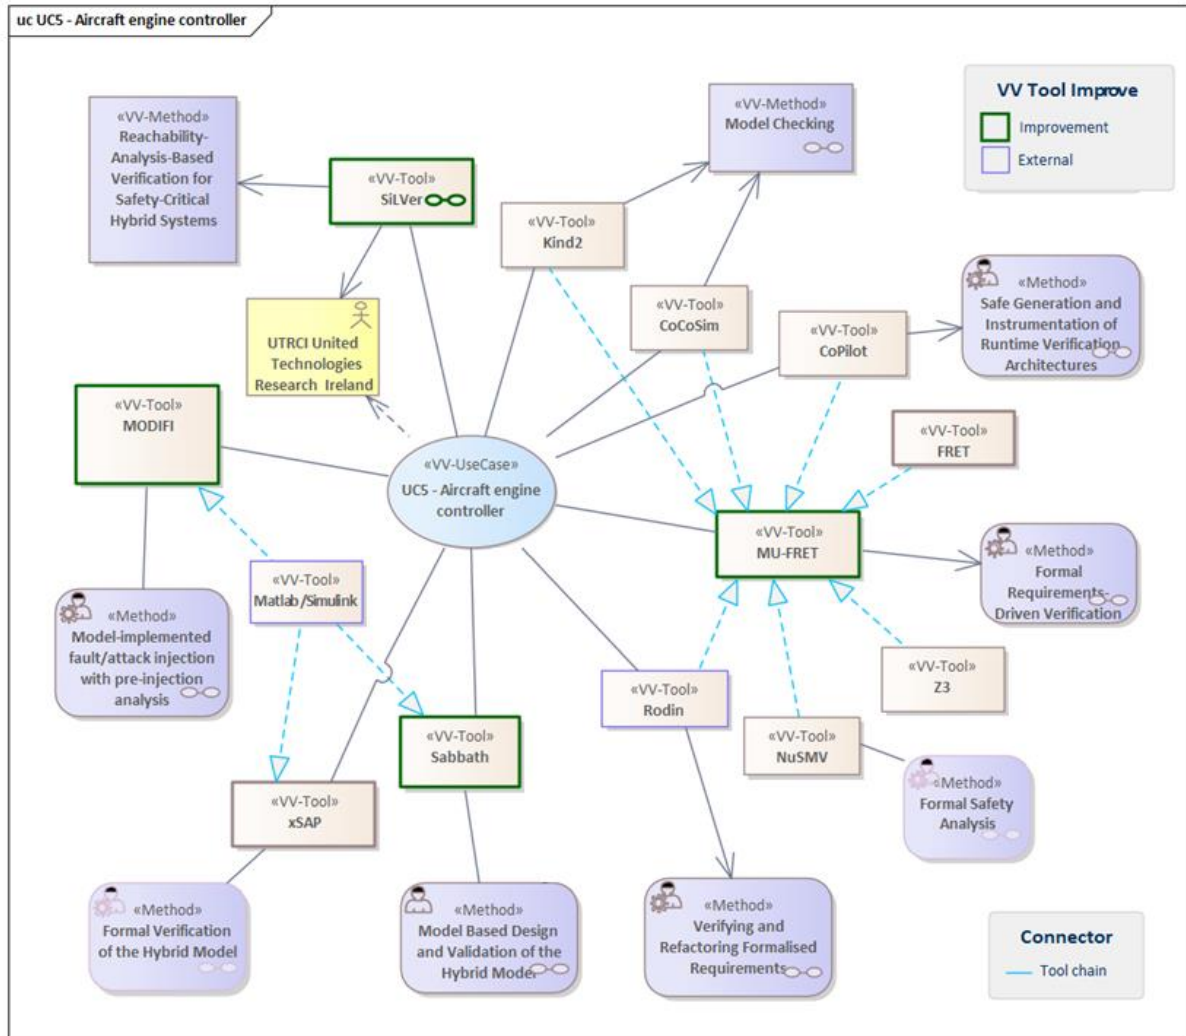 uc UC5 - Aircraft engine controller
«VV-Method»
Reachability-
Analysis-Based
Verification for
Safety-Critical
Hybrid Systems
«VV-Tool»
SiLVer
«VV-Method»
Model Checking
VV Tool Improve
Improvement
External
«VV-Tool»
Kind2
«VV-Tool»
CoCoSim
«VV-Tool»
CoPilot
«Method»
Safe Generation and
Instrumentation of
Runtime Verification
Architectures
UTRCI United
Technologies
Research Ireland
«VV-Tool»
MODIFI
«VV-Tool»
FRET
«VV-UseCase»
UC5 - Aircraft engine
controller
«VV-Tool»
MU-FRET
«Method»
Formal
Requirements-
Driven Verification
«VV-Tool»
Matlab/Simulink
«Method»
Model-implemented
fault/attack injection
with pre-injection
analysis
«VV-Tool»
Rodin
«VV-Tool»
Z3
«VV-Tool»
Sabbath
«VV-Tool»
NuSMV
«VV-Tool»
xSAP
«Method»
Formal Safety
Analysis
«Method»
Formal Verification
of the Hybrid Model
«Method»
Model Based Design
and Validation of the
Hybrid Model
«Method»
Verifying and
Refactoring Formalised
Requirements
Connector
Tool chain